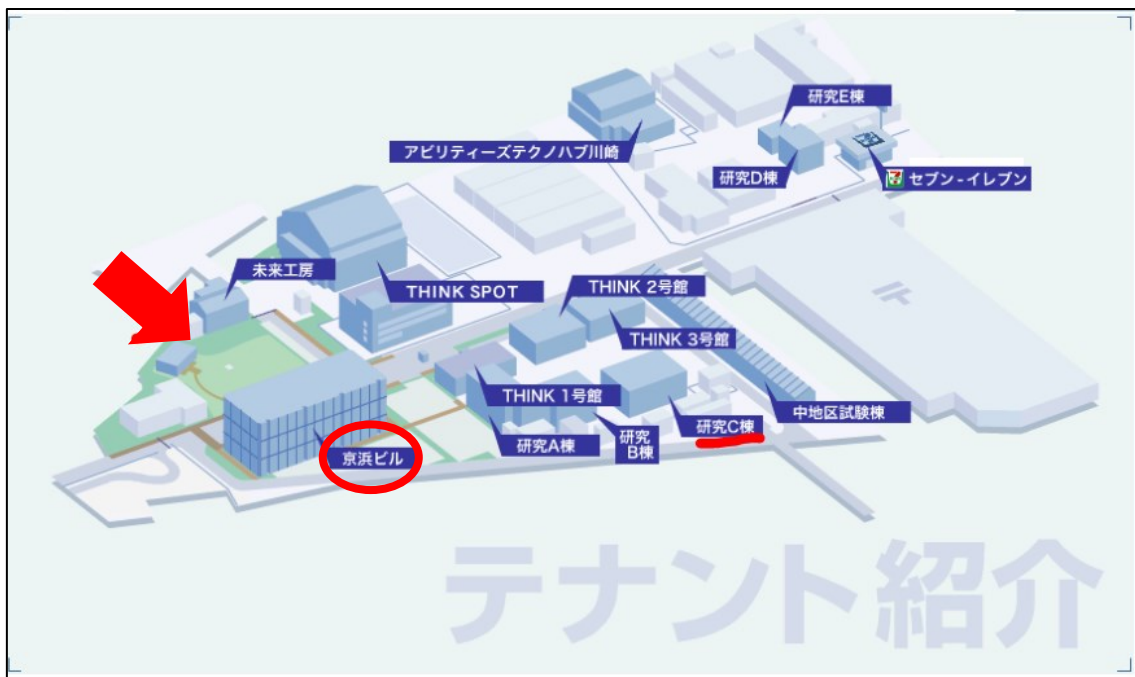 研究E棟
アビリティーズテクノハブ川崎
研究D棟
セブン-イレブン
未来工房
THINK SPOT
THINK 2号館
THINK 3号館
THINK 1号館
中地区試験棟
研究C棟
研究A棟
研究
B棟
京浜ビル
テナント紹介